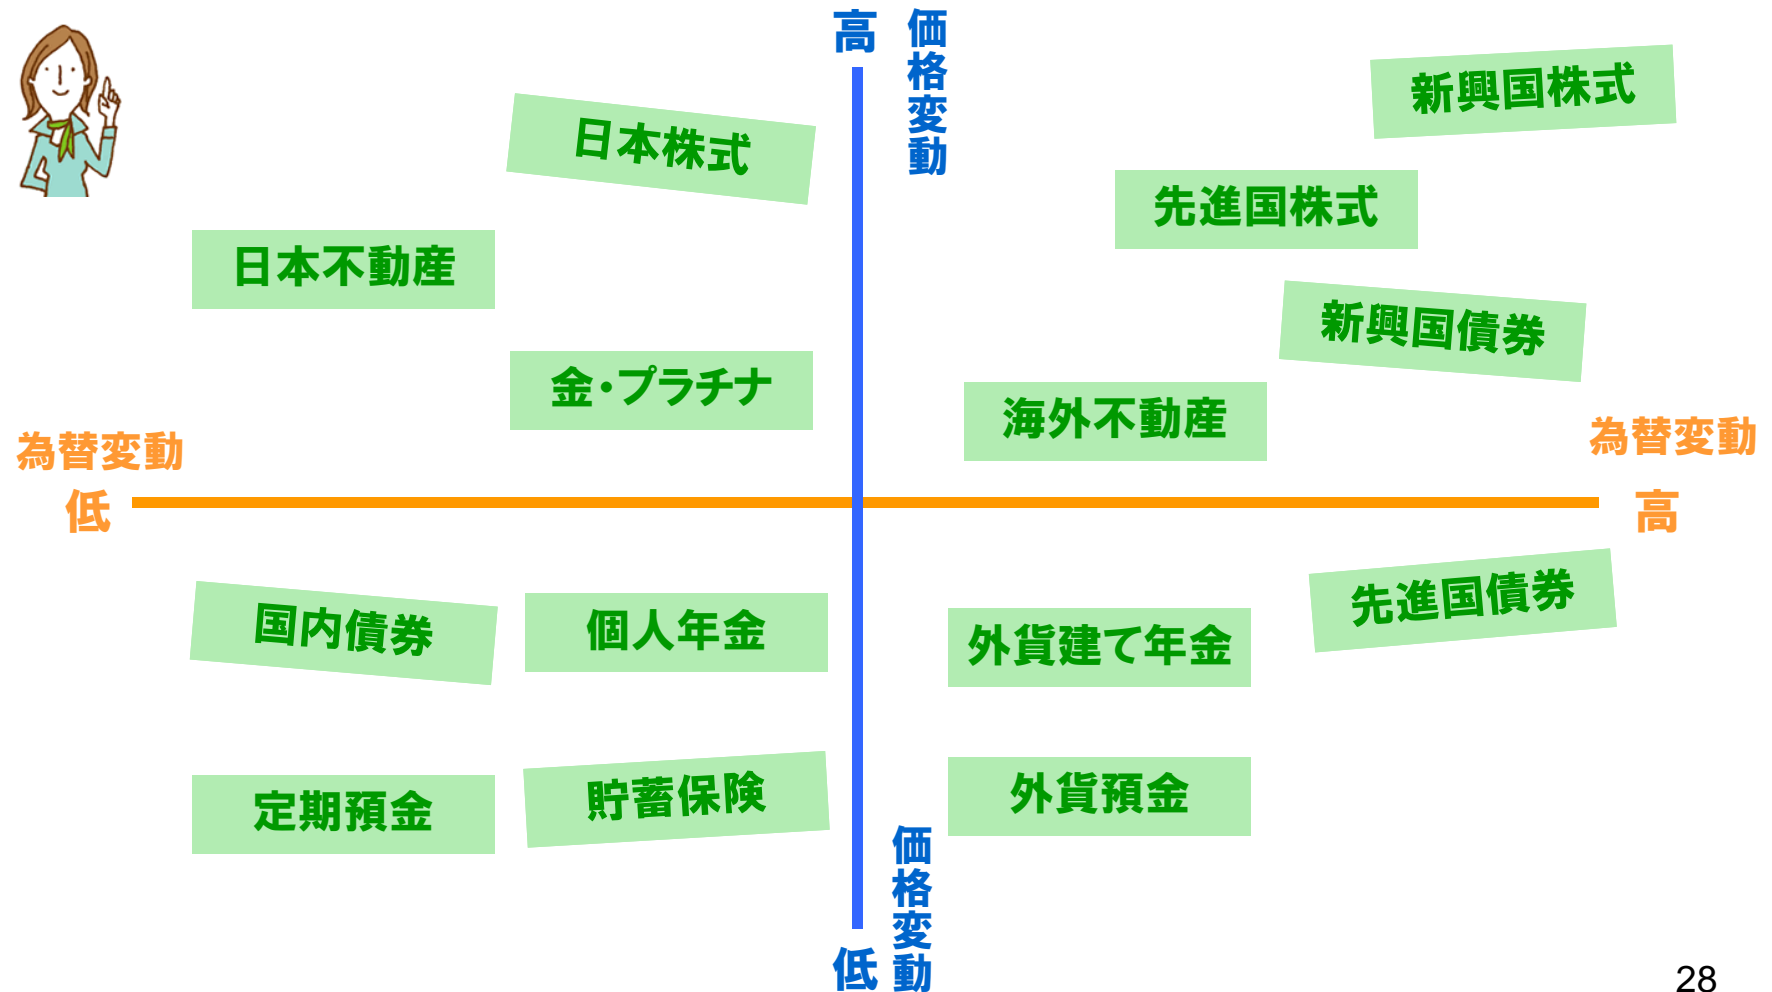 高
価格変動
新興国株式
日本株式
先進国株式
日本不動産
新興国債券
金・プラチナ
海外不動産
為替変動
低
為替変動
高
国内債券
個人年金
外貨建て年金
先進国債券
定期預金
貯蓄保険
外貨預金
価格変動
低
28